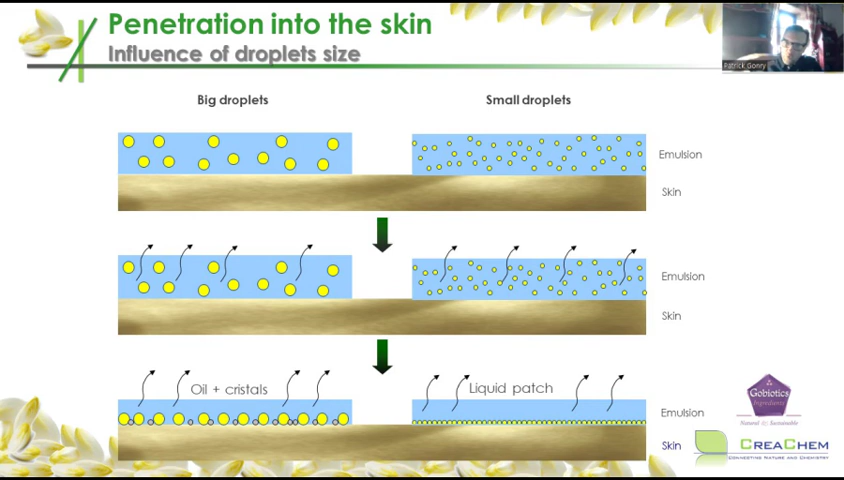 Penetration into the skin
Influence of droplets size
Patrick Gonry
Big droplets
Small droplets
Emulsion
Skin
Emulsion
Skin
Oil + cristals
Liquid patch
Emulsion
Skin
Gobiotics
Ingredients
Natural & Sustainable
CREACHEM
CONNECTING NATURE AND CHEMISTRY